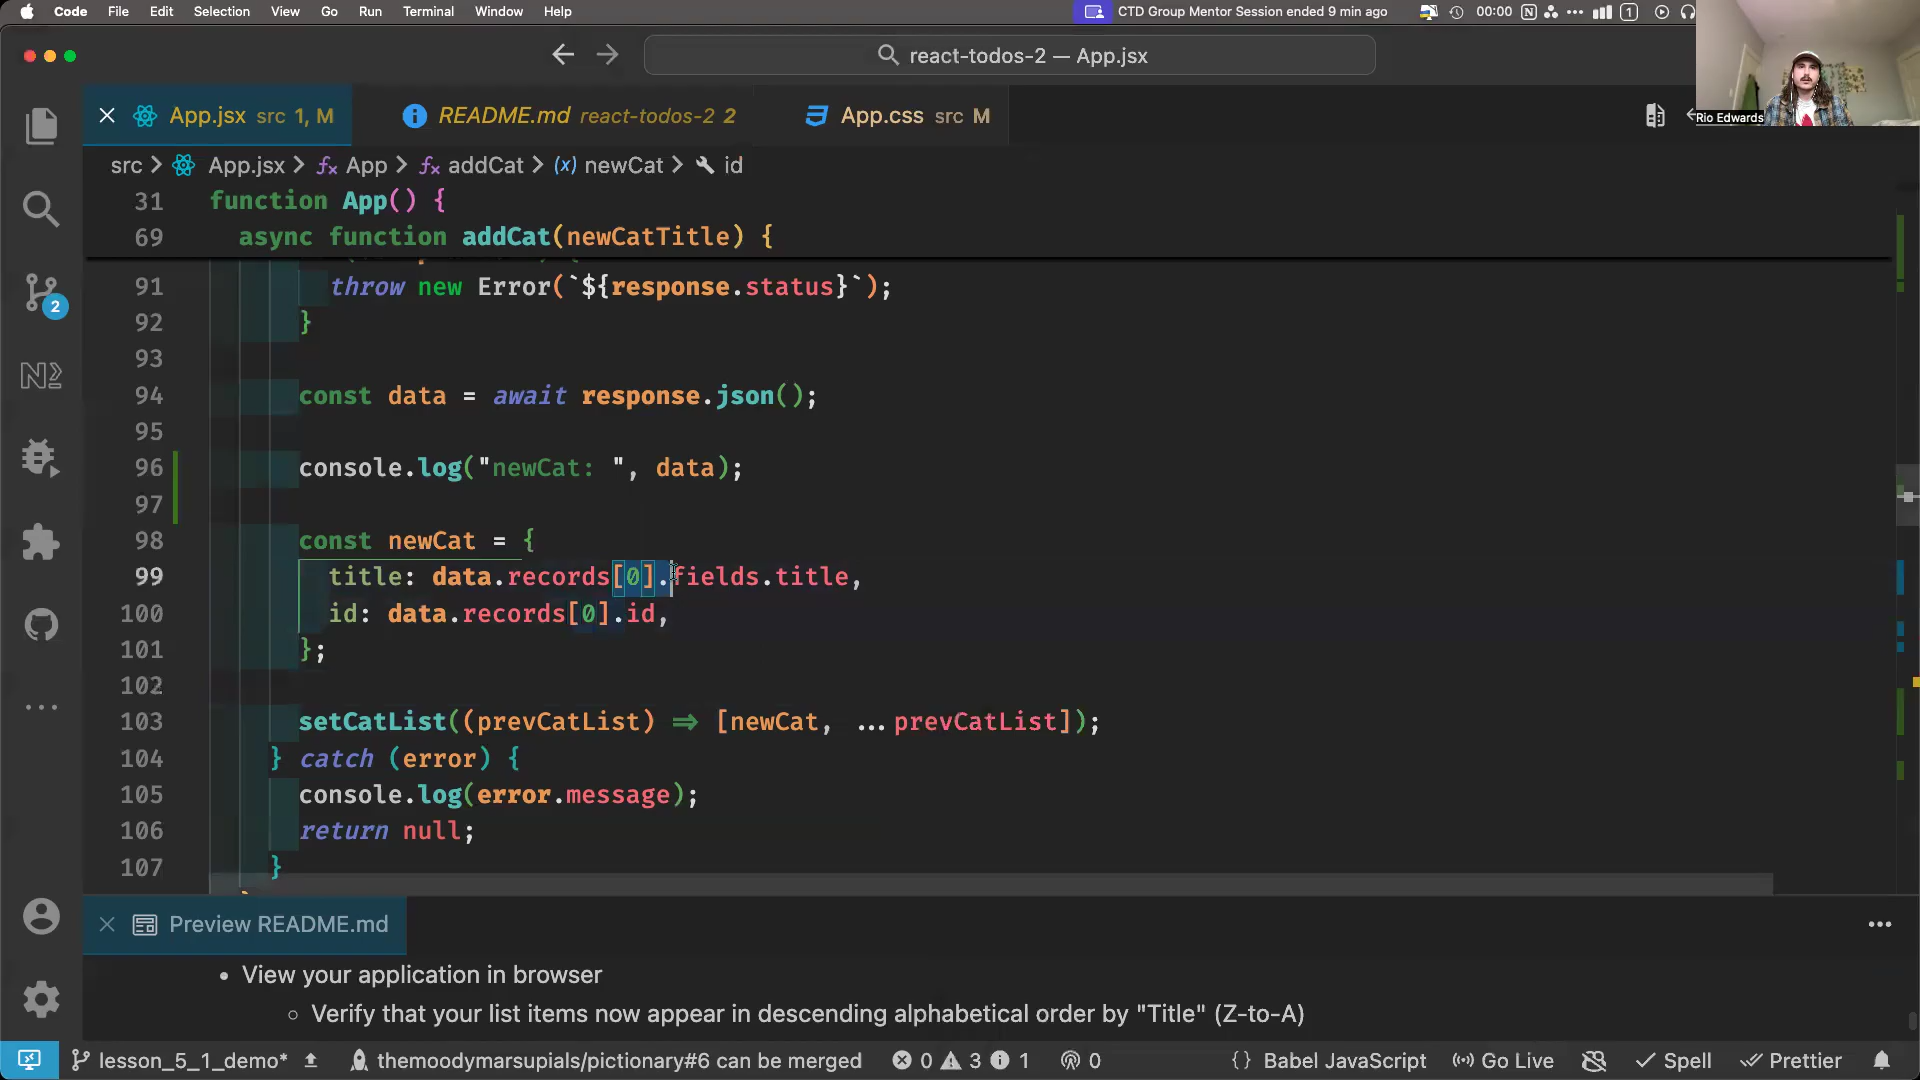 Code File Edit Selection View Go Run Terminal Window Help CTD Group Mentor Session ended 9 min ago 00:00 1
react-todos-2 — App.jsx
App.jsx src 1, M README.md react-todos-2 2 App.css src M
Rio Edwards
src > App.jsx > App > addCat > newCat > id
31 function App() {
69 async function addCat(newCatTitle) {
91 throw new Error(`${response.status}`);
92 }
93
94 const data = await response.json();
95
96 console.log("newCat: ", data);
97
98 const newCat = {
99 title: data.records[0].fields.title,
100 id: data.records[0].id,
101 };
102
103 setCatList((prevCatList) => [newCat, ...prevCatList]);
104 } catch (error) {
105 console.log(error.message);
106 return null;
107 }
2
Preview README.md
• View your application in browser
◦ Verify that your list items now appear in descending alphabetical order by "Title" (Z-to-A)
lesson_5_1_demo* themoodymarsupials/pictionary#6 can be merged 0 3 1 0 {} Babel JavaScript Go Live Spell Prettier